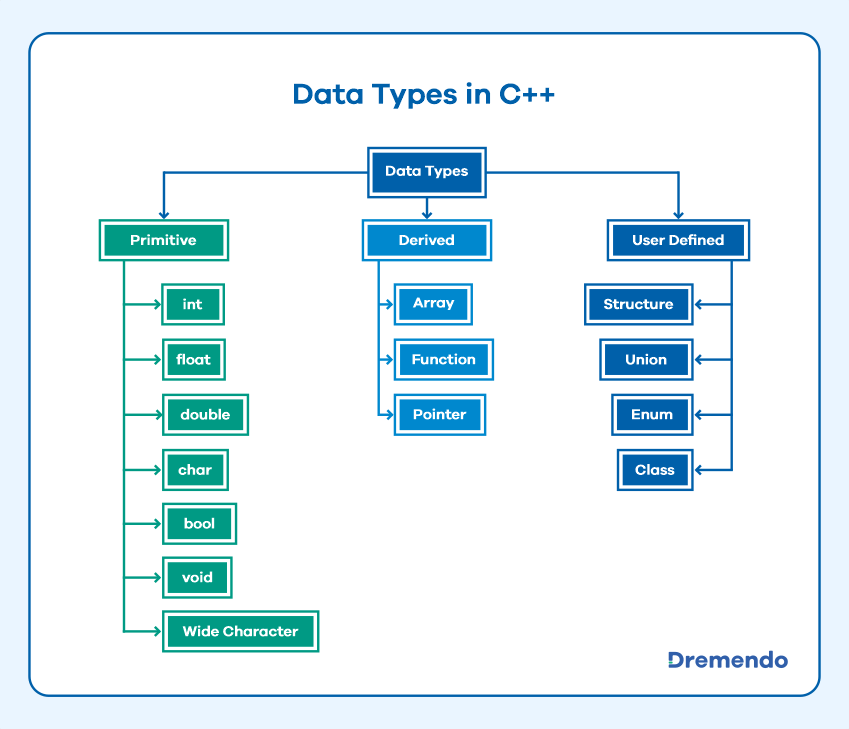 Data Types in C++
Data Types
Primitive
int
float
double
char
bool
void
Wide Character
Derived
Array
Function
Pointer
User Defined
Structure
Union
Enum
Class
Dremendo